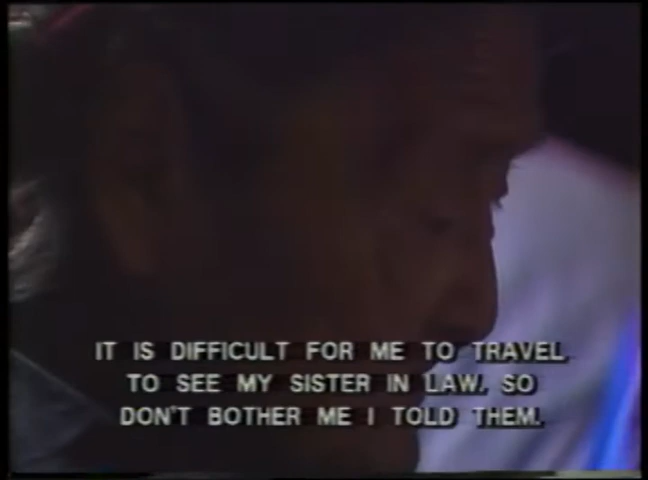 IT IS DIFFICULT FOR ME TO TRAVEL
TO SEE MY SISTER IN LAW. SO
DON'T BOTHER ME I TOLD THEM.